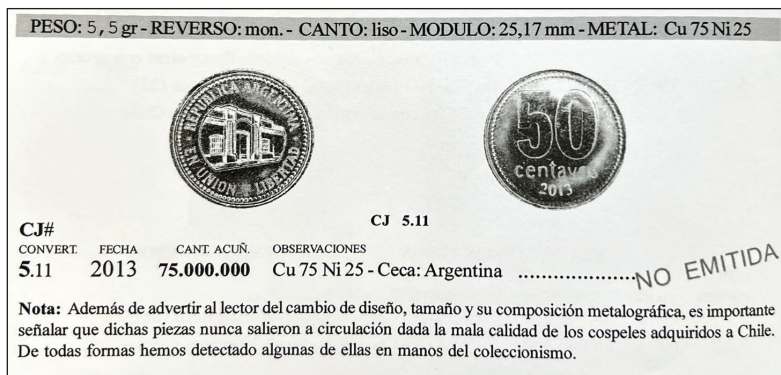 PESO: 5,5 gr - REVERSO: mon. - CANTO: liso - MODULO: 25,17 mm - METAL: Cu 75 Ni 25
REPUBLICA ARGENTINA
EN UNION Y LIBERTAD
50
centavos
2013
CJ 5.11
CJ#
CONVERT. FECHA CANT. ACUÑ. OBSERVACIONES
5.11 2013 75.000.000 Cu 75 Ni 25 - Ceca: Argentina ........................ NO EMITIDA
Nota: Además de advertir al lector del cambio de diseño, tamaño y su composición metalográfica, es importante
señalar que dichas piezas nunca salieron a circulación dada la mala calidad de los cospeles adquiridos a Chile.
De todas formas hemos detectado algunas de ellas en manos del coleccionismo.